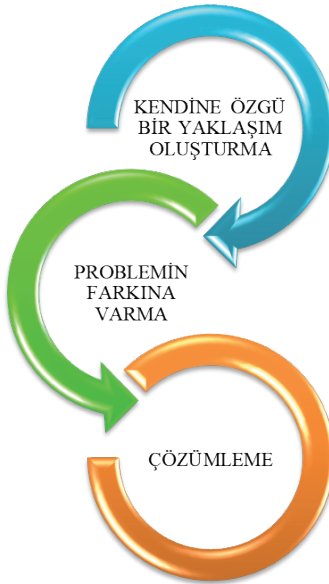 KENDİNE ÖZGÜ
BİR YAKLAŞIM
OLUŞTURMA
PROBLEMİN
FARKINA
VARMA
ÇÖZÜMLEME